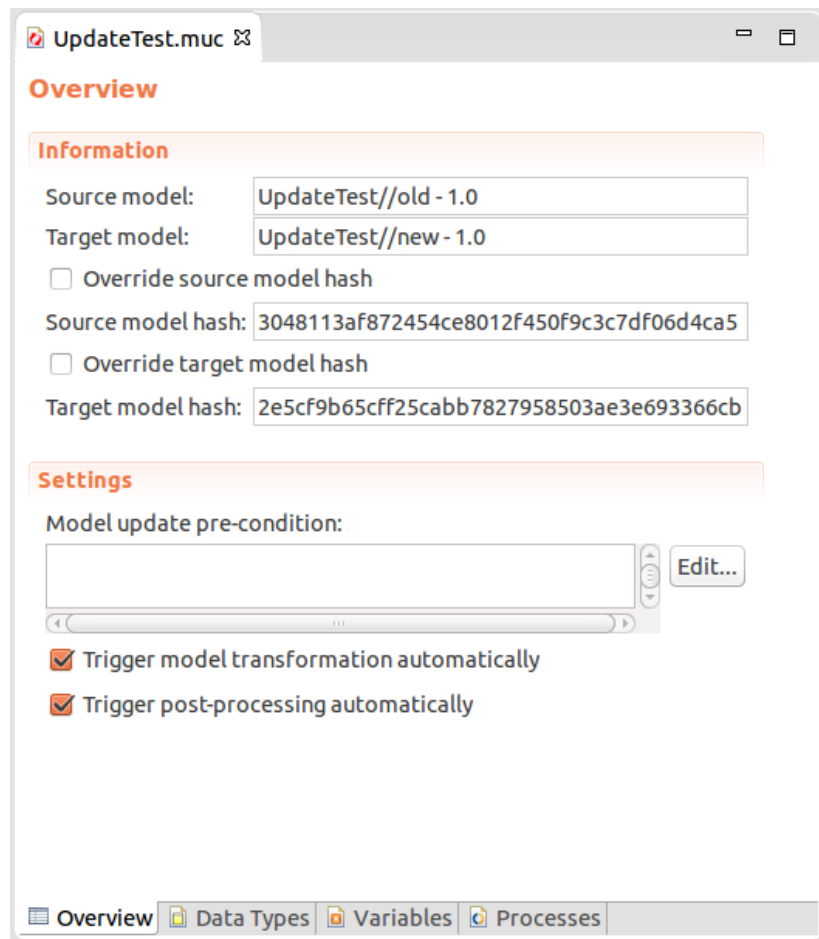 UpdateTest.muc
Overview
Information
Source model: UpdateTest//old - 1.0
Target model: UpdateTest//new - 1.0
Override source model hash
Source model hash: 3048113af872454ce8012f450f9c3c7df06d4ca5
Override target model hash
Target model hash: 2e5cf9b65cff25cabb7827958503ae3e693366cb
Settings
Model update pre-condition:
Edit...
Trigger model transformation automatically
Trigger post-processing automatically
Overview Data Types Variables Processes